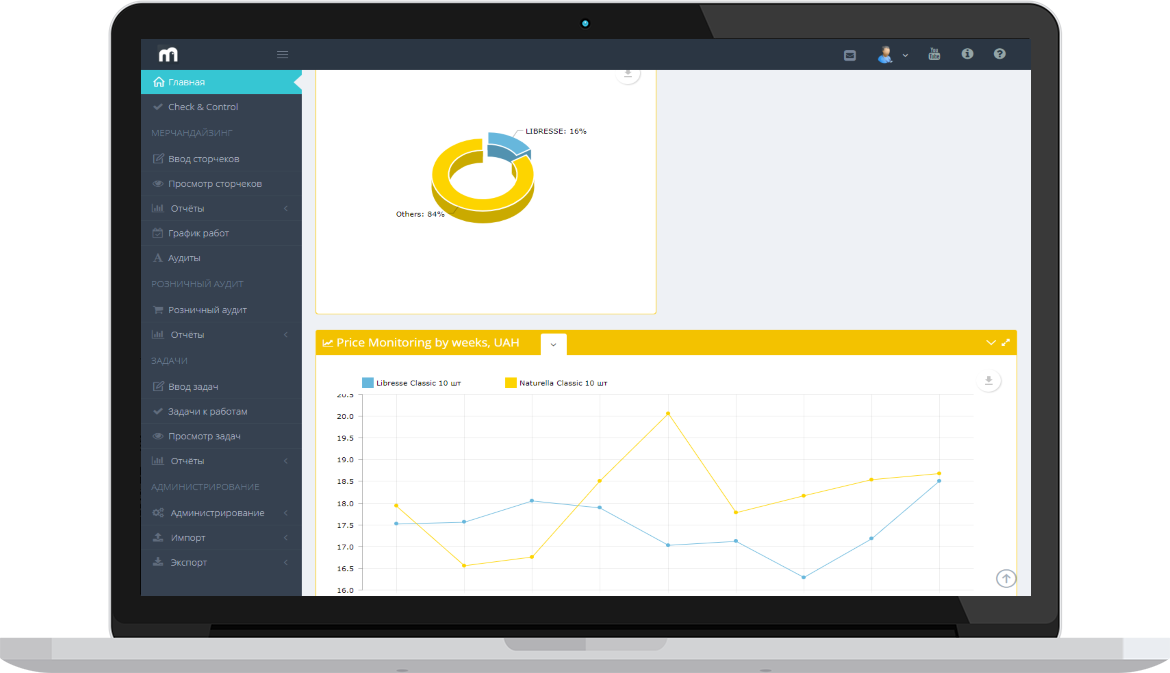 m
Главная
Check & Control
МЕРЧАНДАЙЗИНГ
Ввод сторчеков
Просмотр сторчеков
Отчёты
График работ
Аудиты
РОЗНИЧНЫЙ АУДИТ
Розничный аудит
Отчёты
ЗАДАЧИ
Ввод задач
Задачи к работам
Просмотр задач
Отчёты
АДМИНИСТРИРОВАНИЕ
Администрирование
Импорт
Экспорт
You Tube
LIBRESSE: 16%
Others: 84%
Price Monitoring by weeks, UAH
Libresse Classic 10 шт
Naturella Classic 10 шт
20.5
20.0
19.5
19.0
18.5
18.0
17.5
17.0
16.5
16.0